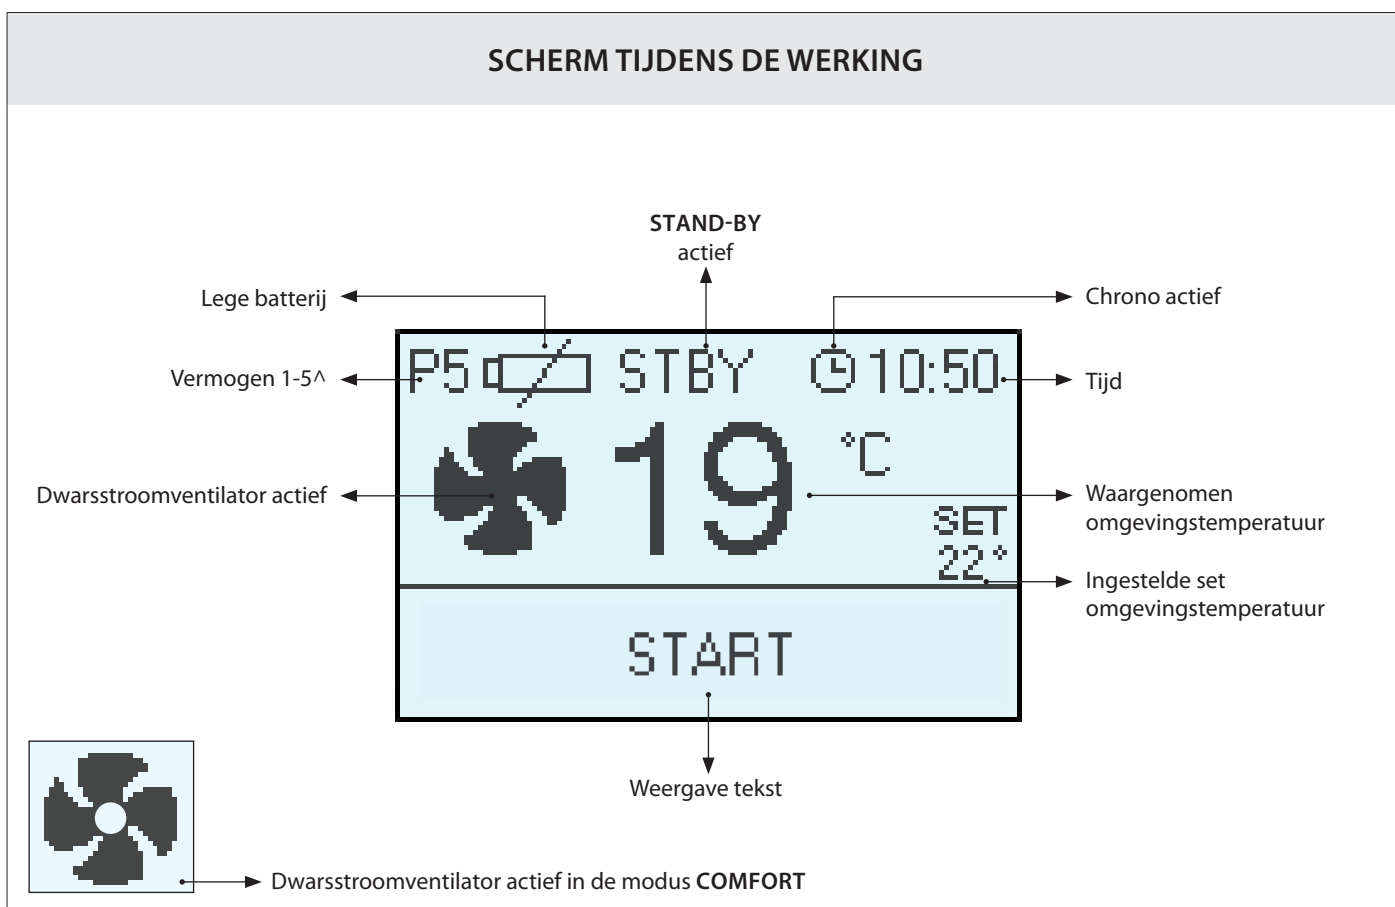 SCHERM TIJDENS DE WERKING
STAND-BY
actief
Lege batterij
Chrono actief
P5 STBY 10:50
Vermogen 1-5^
Tijd
19 °C
Dwarsstroomventilator actief
Waargenomen
omgevingstemperatuur
SET
22°
Ingestelde set
omgevingstemperatuur
START
Weergave tekst
Dwarsstroomventilator actief in de modus COMFORT